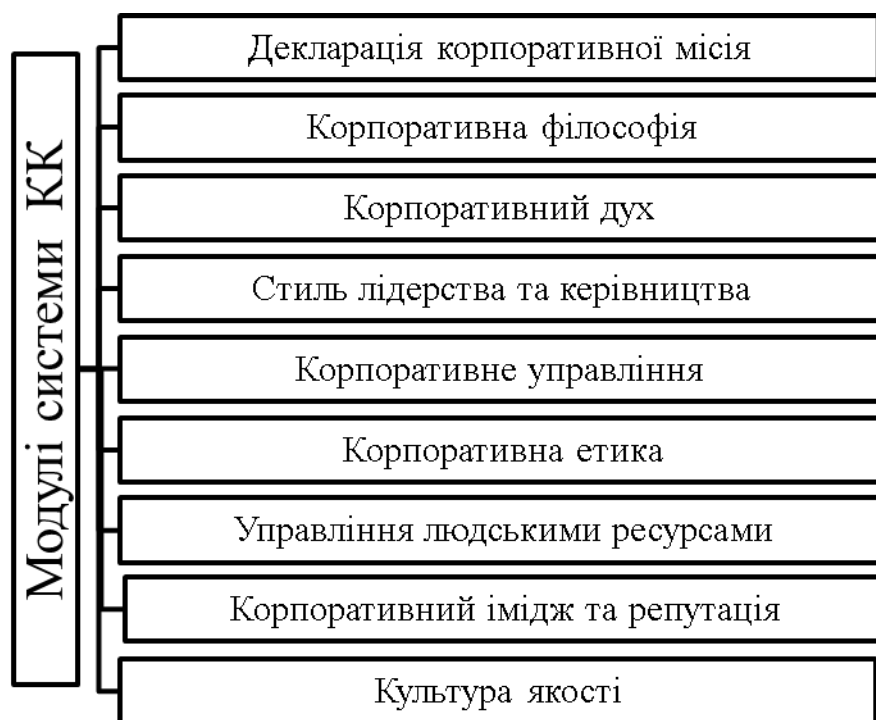 Модулі системи КК
Декларація корпоративної місія
Корпоративна філософія
Корпоративний дух
Стиль лідерства та керівництва
Корпоративне управління
Корпоративна етика
Управління людськими ресурсами
Корпоративний імідж та репутація
Культура якості